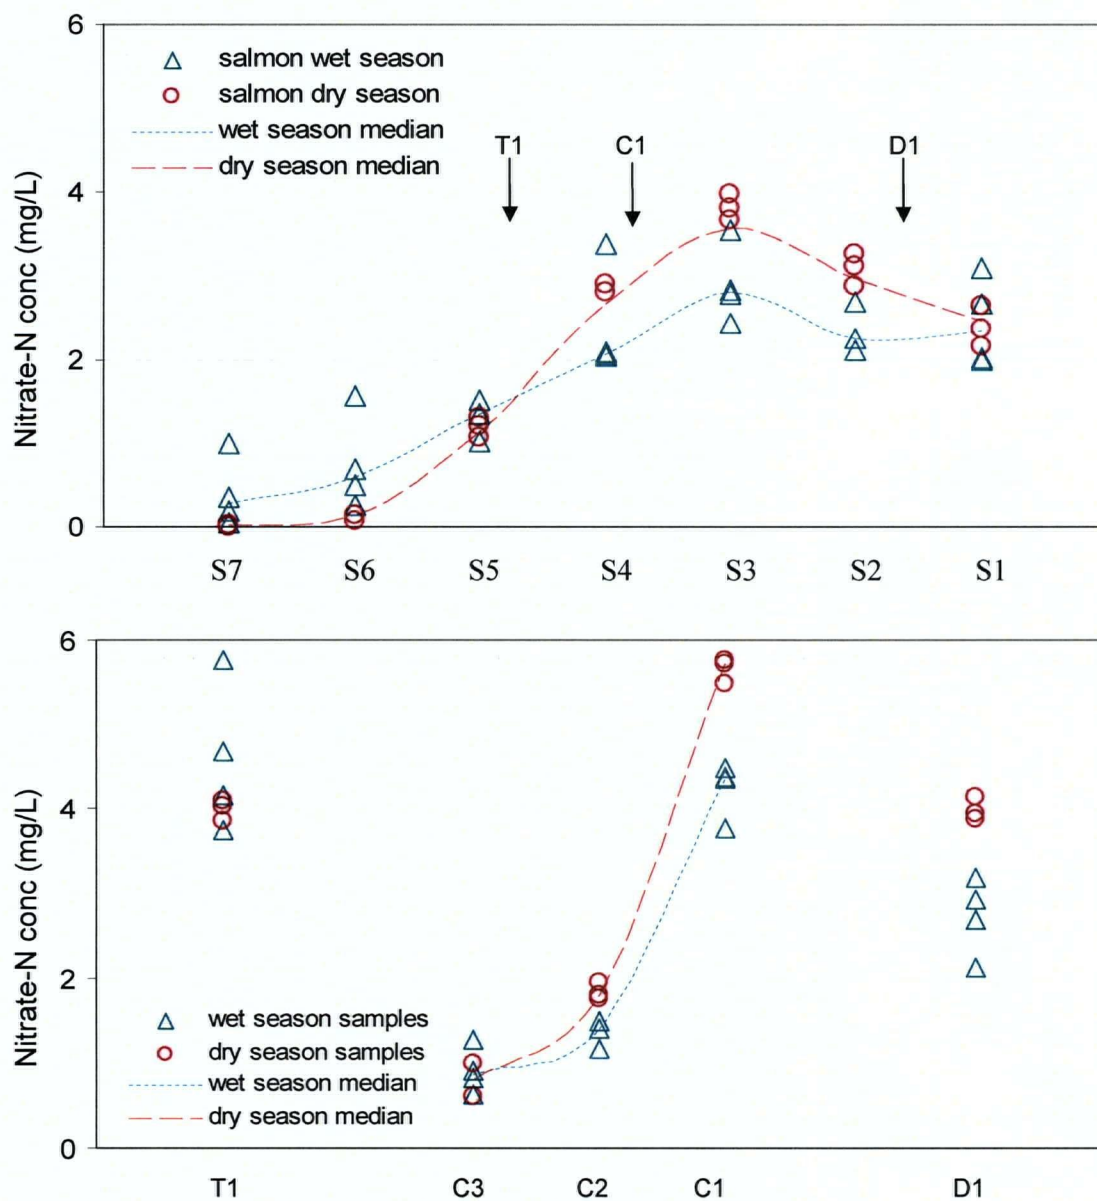 6
salmon wet season
salmon dry season
wet season median
dry season median
T1 C1 D1
4
2
0
Nitrate-N conc (mg/L)
S7 S6 S5 S4 S3 S2 S1
6
4
2
wet season samples
dry season samples
wet season median
dry season median
0
Nitrate-N conc (mg/L)
T1 C3 C2 C1 D1